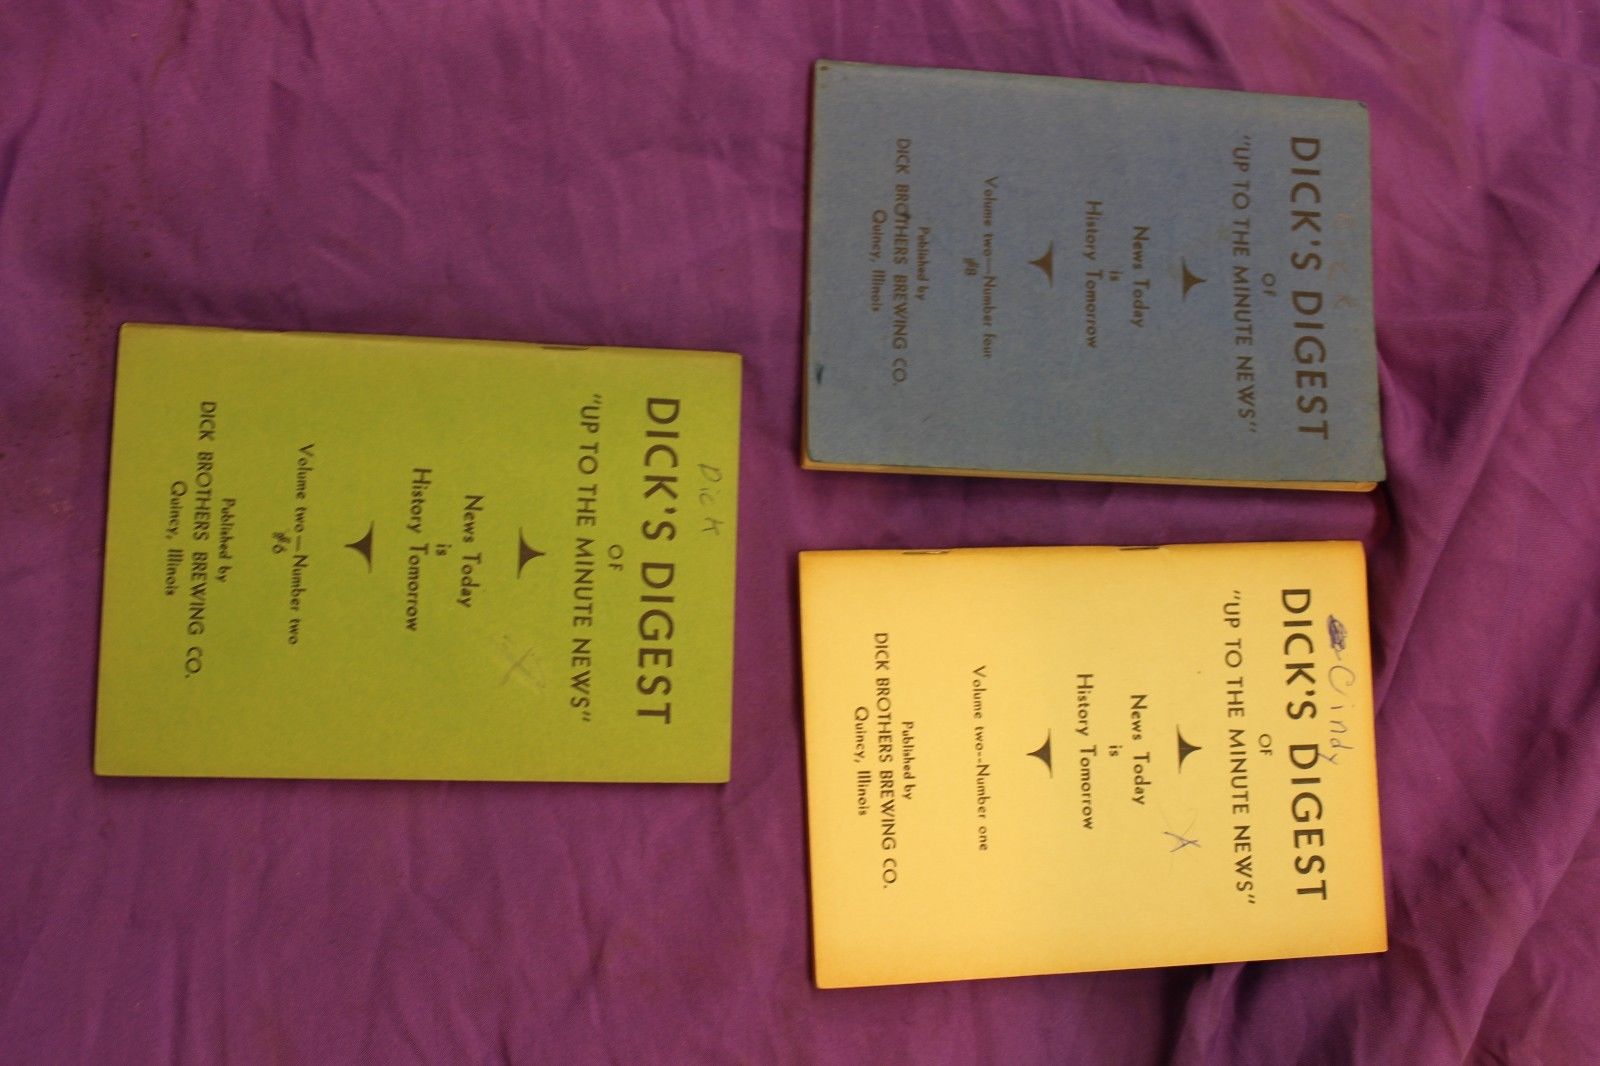 DICK'S DIGEST
OF
"UP TO THE MINUTE NEWS"
News Today
is
History Tomorrow
Volume two—Number four
#8
Published by
DICK BROTHERS BREWING CO.
Quincy, Illinois
Cindy
DICK'S DIGEST
OF
"UP TO THE MINUTE NEWS"
X
News Today
is
History Tomorrow
Volume two--Number one
Published by
DICK BROTHERS BREWING CO.
Quincy, Illinois
Dick
DICK'S DIGEST
OF
"UP TO THE MINUTE NEWS"
X
News Today
is
History Tomorrow
Volume two—Number two
#6
Published by
DICK BROTHERS BREWING CO.
Quincy, Illinois